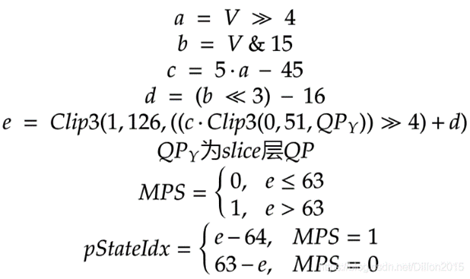 a = V ≫ 4
b = V & 15
c = 5·a − 45
d = (b ≪ 3) − 16
e = Clip3(1, 126, ((c·Clip3(0, 51, QP_Y)) ≫ 4) + d)
QP_Y为slice层QP
MPS = { 0, e ≤ 63
1, e > 63
pStateIdx = { e − 64, MPS = 1
63 − e, MPS = 0